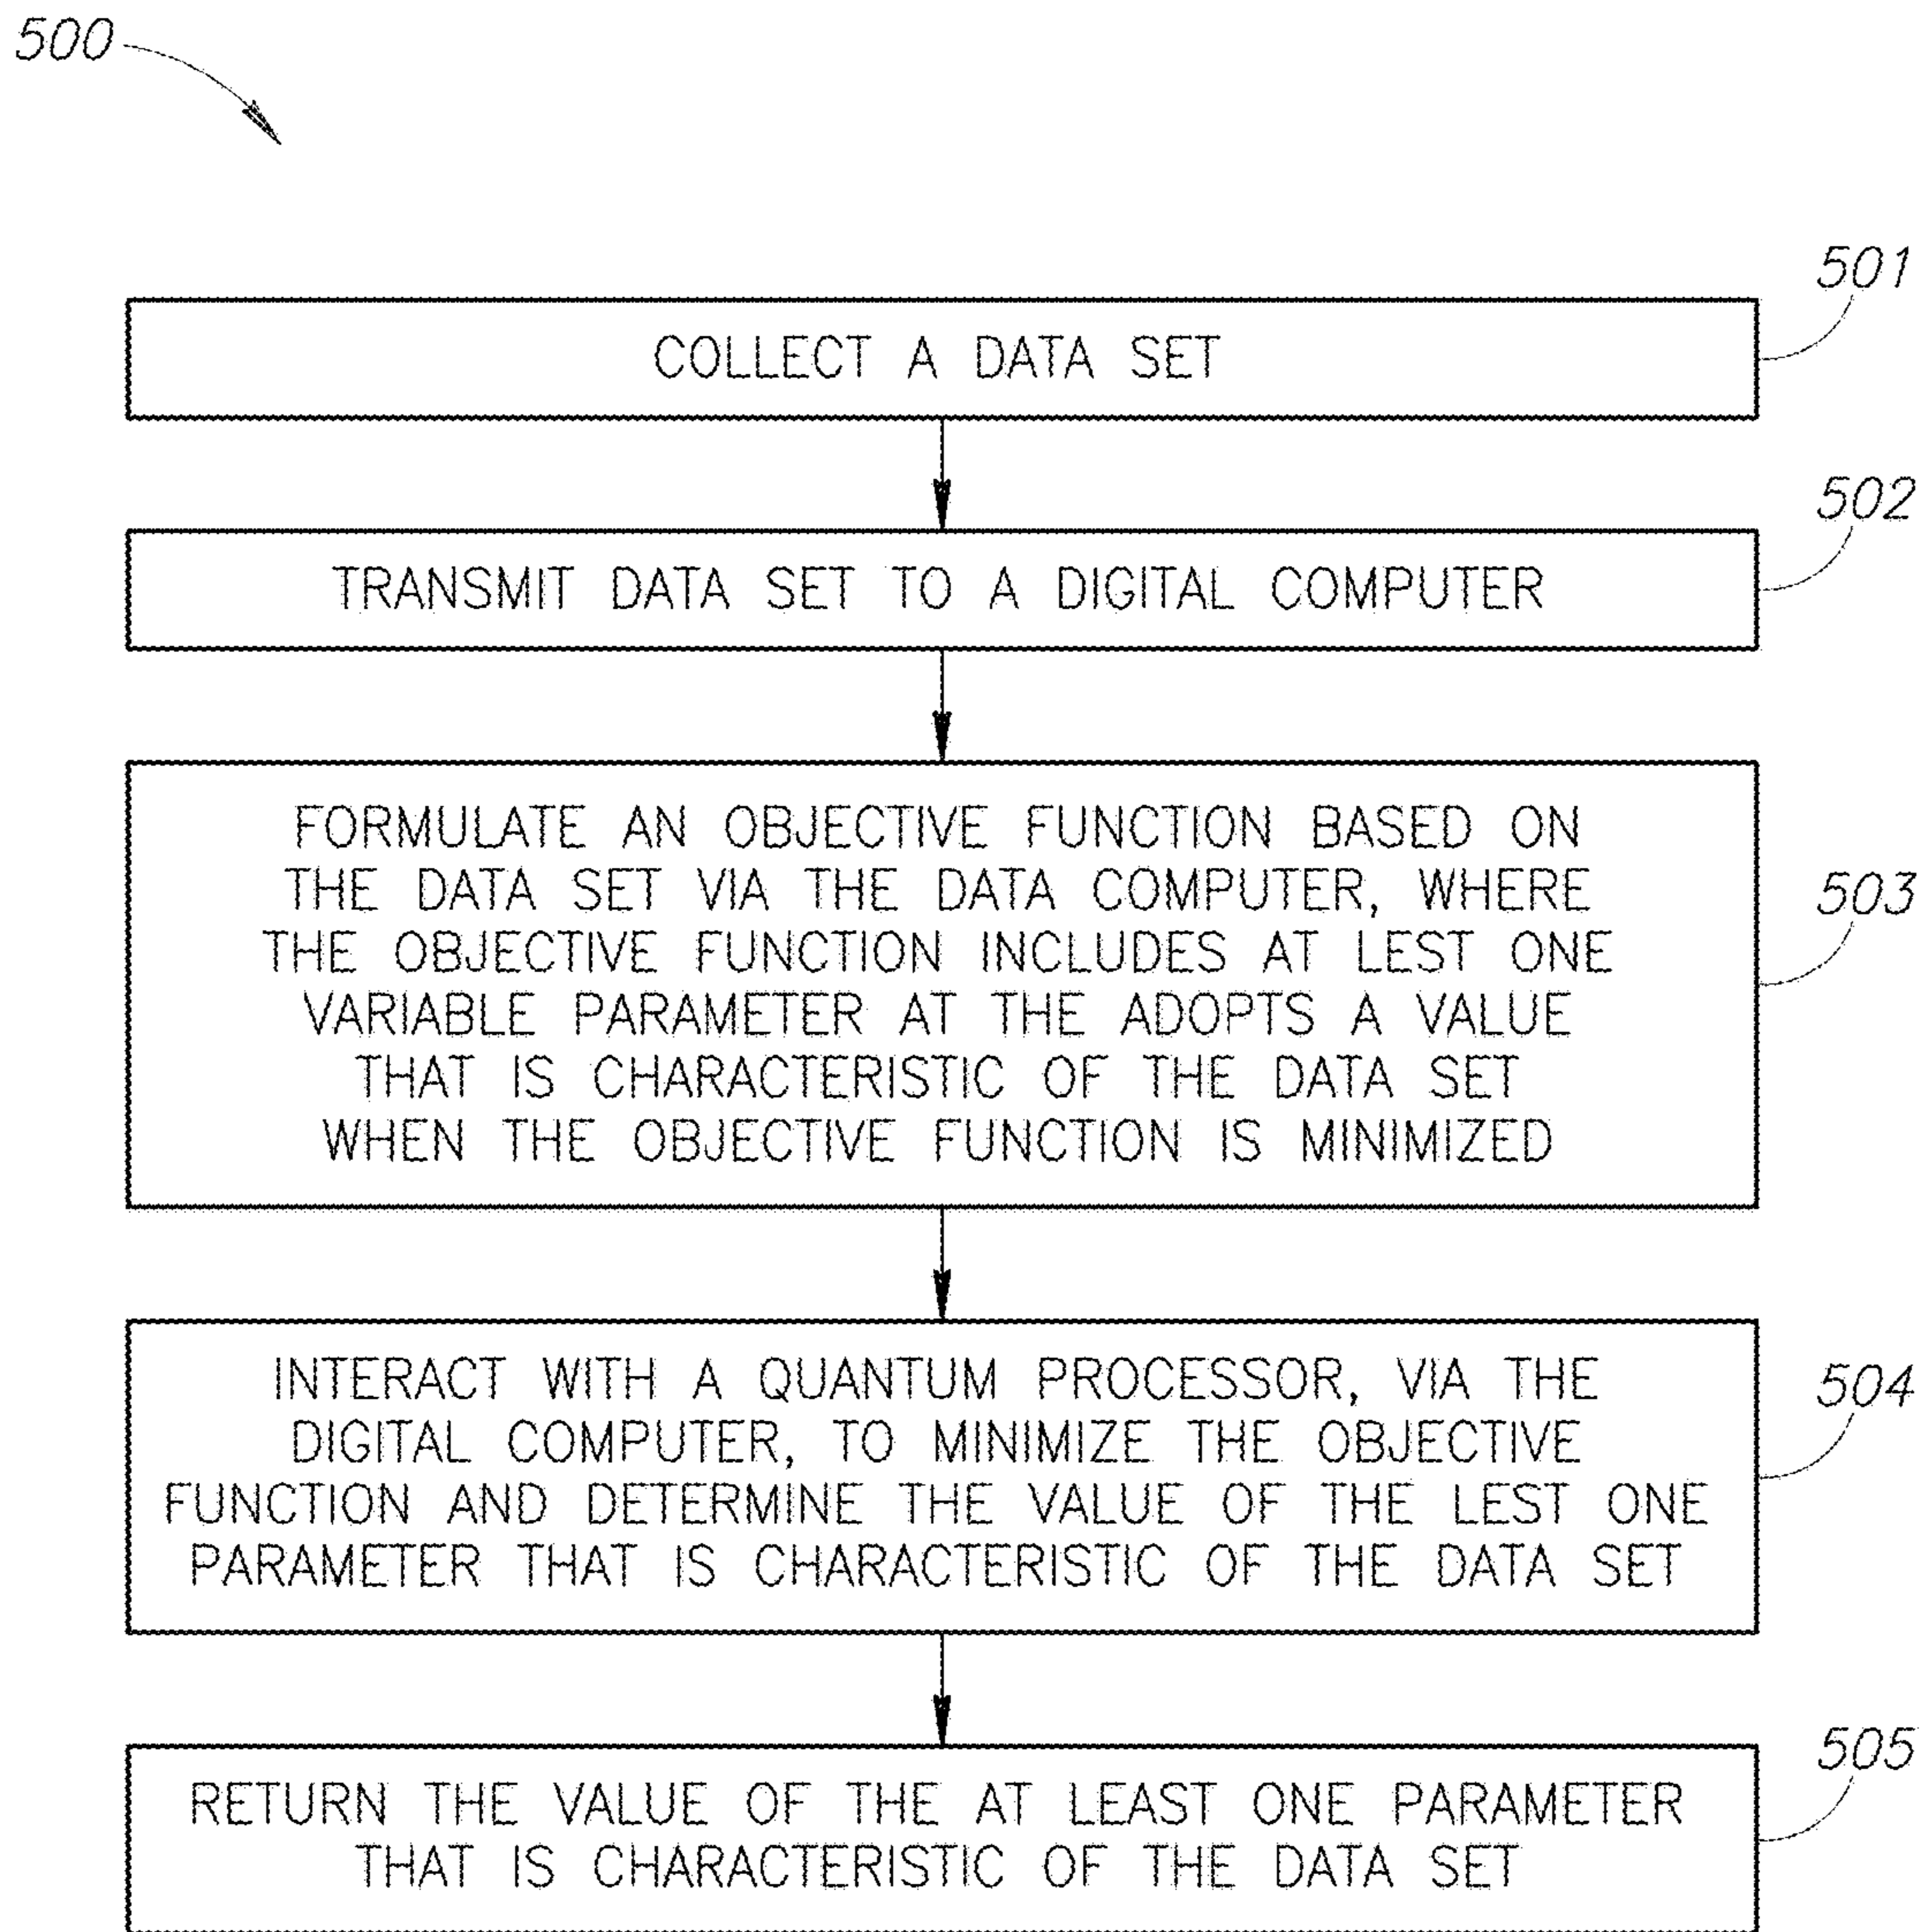 500
501
COLLECT A DATA SET
502
TRANSMIT DATA SET TO A DIGITAL COMPUTER
FORMULATE AN OBJECTIVE FUNCTION BASED ON
THE DATA SET VIA THE DATA COMPUTER, WHERE
503
THE OBJECTIVE FUNCTION INCLUDES AT LEST ONE
VARIABLE PARAMETER AT THE ADOPTS A VALUE
THAT IS CHARACTERISTIC OF THE DATA SET
WHEN THE OBJECTIVE FUNCTION IS MINIMIZED
INTERACT WITH A QUANTUM PROCESSOR, VIA THE
504
DIGITAL COMPUTER, TO MINIMIZE THE OBJECTIVE
FUNCTION AND DETERMINE THE VALUE OF THE LEST ONE
PARAMETER THAT IS CHARACTERISTIC OF THE DATA SET
505
RETURN THE VALUE OF THE AT LEAST ONE PARAMETER
THAT IS CHARACTERISTIC OF THE DATA SET